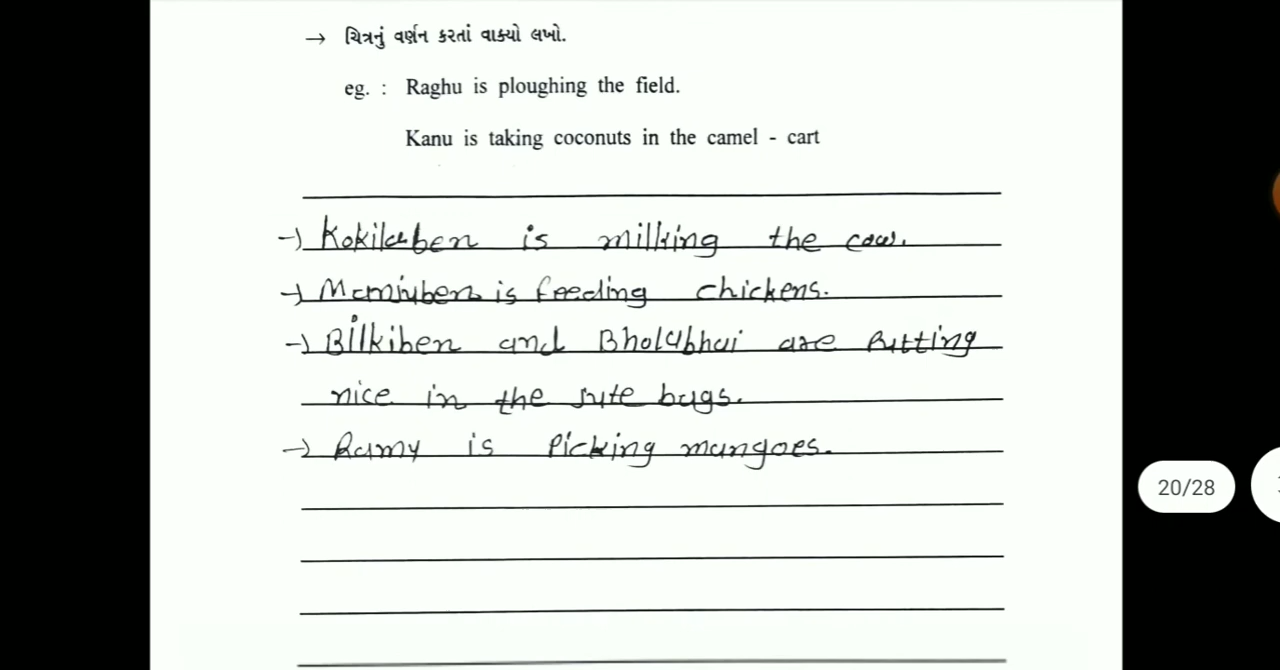 → ચિત્રનું વર્ણન કરતાં વાક્યો લખો.
eg. : Raghu is ploughing the field.
Kanu is taking coconuts in the camel - cart
→ Kokilaben is milking the cow.
→ Maniuben is feeding chickens.
→ Bilkiben and Bholabhai are Putting
rice in the jute bags.
→ Ramu is Picking mangoes.
20/28